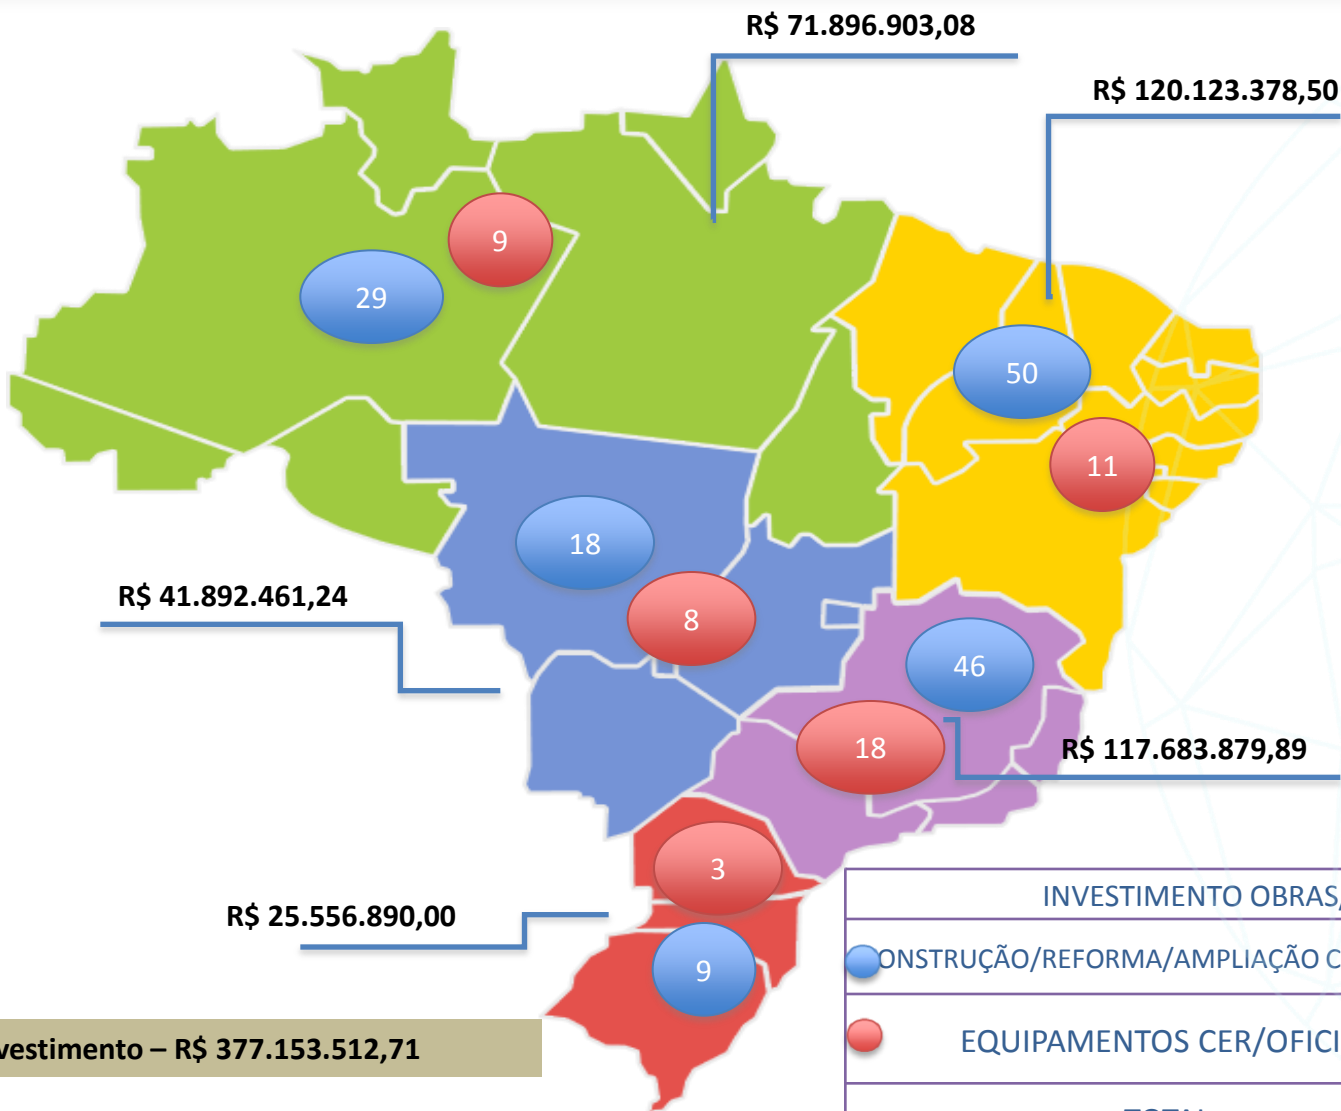 R$ 71.896.903,08
R$ 120.123.378,50
9
29
50
11
18
R$ 41.892.461,24
8
46
18
R$ 117.683.879,89
3
INVESTIMENTO OBRAS/
R$ 25.556.890,00
ONSTRUÇÃO/REFORMA/AMPLIAÇÃO C
9
EQUIPAMENTOS CER/OFICI
vestimento – R$ 377.153.512,71